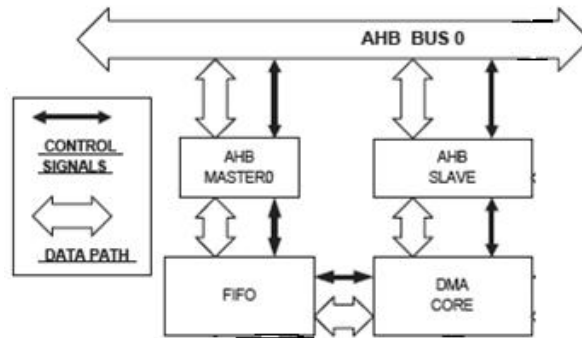 AHB BUS 0
CONTROL
SIGNALS
DATA PATH
AHB
MASTER0
AHB
SLAVE
FIFO
DMA
CORE